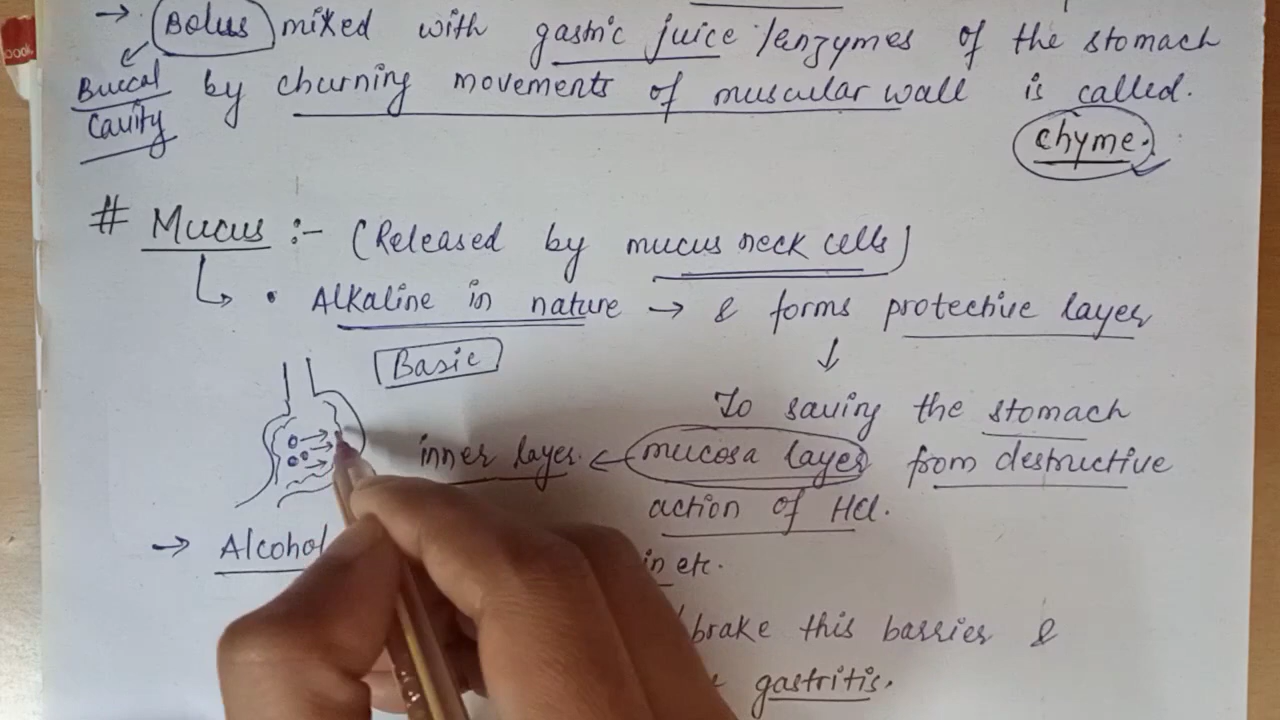 → Bolus mixed with gastric juice /enzymes of the stomach
Buccal Cavity
by churning movements of muscular wall is called.
chyme.
# Mucus :- (Released by mucus neck cells)
• Alkaline in nature → & forms protective layer
Basic
To saving the stomach
inner layer. ← mucosa layer from destructive
action of HCl.
→ Alcohol in etc.
brake this barrier &
gastritis.